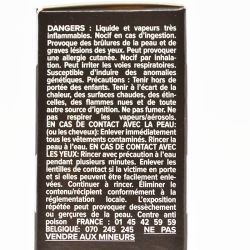 DANGERS : Liquide et vapeurs très
inflammables. Nocif en cas d'ingestion.
Provoque des brûlures de la peau et de
graves lésions des yeux. Peut provoquer
une allergie cutanée. Nocif par inhala-
tion. Peut irriter les voies respiratoires.
Susceptible d'induire des anomalies
génétiques. Précautions : Tenir hors de
portée des enfants. Tenir à l'écart de la
chaleur, des surfaces chaudes, des étin-
celles, des flammes nues et de toute
autre source d'ignition. Ne pas fumer. Ne
pas respirer les vapeurs/aérosols.
EN CAS DE CONTACT AVEC LA PEAU:
(ou les cheveux): Enlever immédiatement
tous les vêtements contaminés. Rincer la
peau à l'eau. EN CAS DE CONTACT AVEC
LES YEUX: Rincer avec précaution à l'eau
pendant plusieurs minutes. Enlever les
lentilles de contact si la victime en porte
et si elles peuvent être facilement enlevées.
Continuer à rincer. Éliminer le
contenu/récipient conformément à la
réglementation locale. L'exposition
répétée peut provoquer dessèchements
ou gerçures de la peau. Centre anti
poison FRANCE : 01 45 42 59 59
BELGIQUE: 070 245 245 NE PAS
VENDRE AUX MINEURS